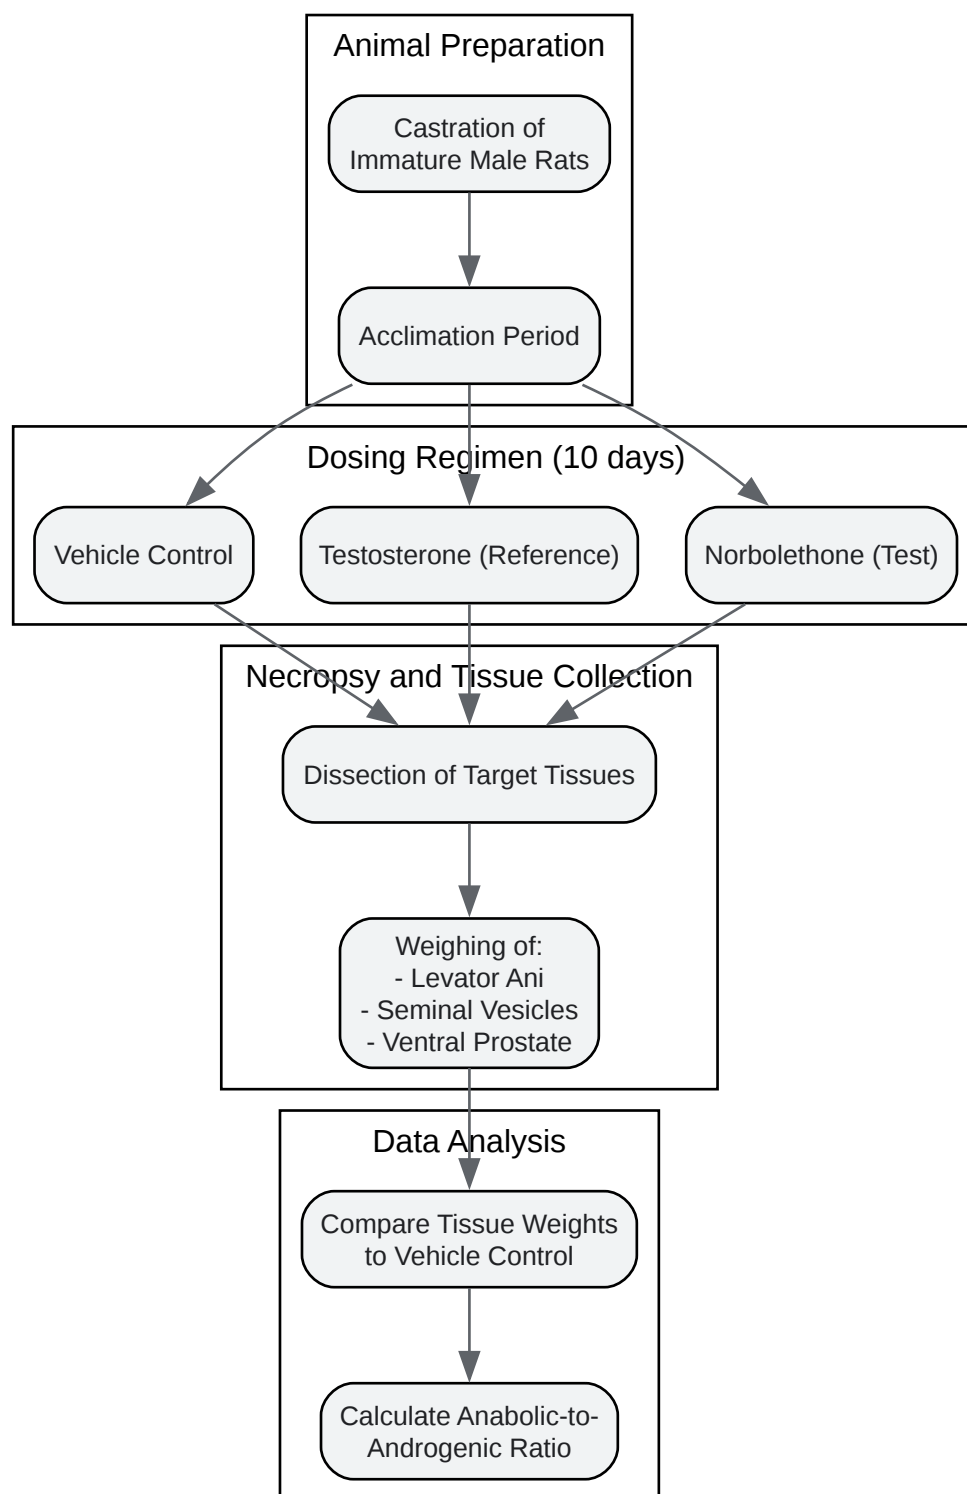 Animal Preparation
Castration of
Immature Male Rats
Acclimation Period
Dosing Regimen (10 days)
Vehicle Control
Testosterone (Reference)
Norbolethone (Test)
Necropsy and Tissue Collection
Dissection of Target Tissues
Weighing of:
- Levator Ani
- Seminal Vesicles
- Ventral Prostate
Data Analysis
Compare Tissue Weights
to Vehicle Control
Calculate Anabolic-to-
Androgenic Ratio